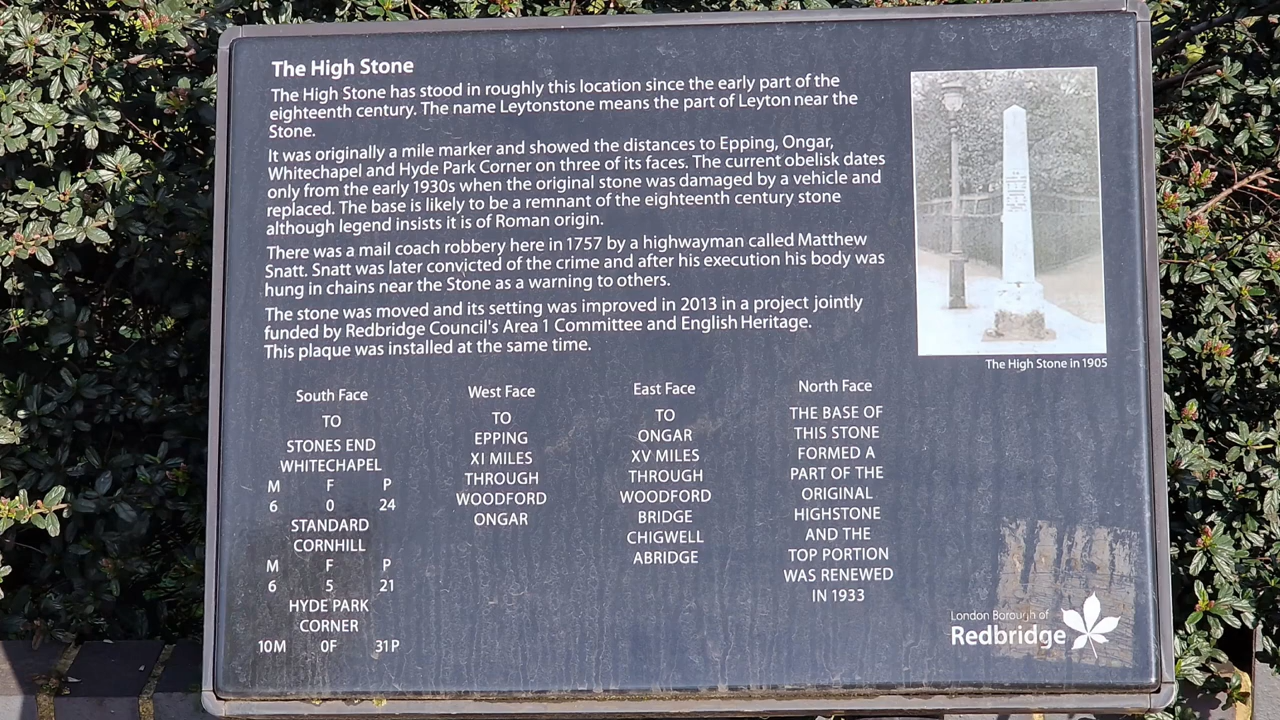 The High Stone
The High Stone has stood in roughly this location since the early part of the
eighteenth century. The name Leytonstone means the part of Leyton near the
Stone.
It was originally a mile marker and showed the distances to Epping, Ongar,
Whitechapel and Hyde Park Corner on three of its faces. The current obelisk dates
only from the early 1930s when the original stone was damaged by a vehicle and
replaced. The base is likely to be a remnant of the eighteenth century stone
although legend insists it is of Roman origin.
There was a mail coach robbery here in 1757 by a highwayman called Matthew
Snatt. Snatt was later convicted of the crime and after his execution his body was
hung in chains near the Stone as a warning to others.
The stone was moved and its setting was improved in 2013 in a project jointly
funded by Redbridge Council's Area 1 Committee and English Heritage.
This plaque was installed at the same time.
The High Stone in 1905
South Face
TO
STONES END
WHITECHAPEL
M F P
6 0 24
STANDARD
CORNHILL
M F P
6 5 21
HYDE PARK
CORNER
10M 0F 31P
West Face
TO
EPPING
XI MILES
THROUGH
WOODFORD
ONGAR
East Face
TO
ONGAR
XV MILES
THROUGH
WOODFORD
BRIDGE
CHIGWELL
ABRIDGE
North Face
THE BASE OF
THIS STONE
FORMED A
PART OF THE
ORIGINAL
HIGHSTONE
AND THE
TOP PORTION
WAS RENEWED
IN 1933
London Borough of
Redbridge